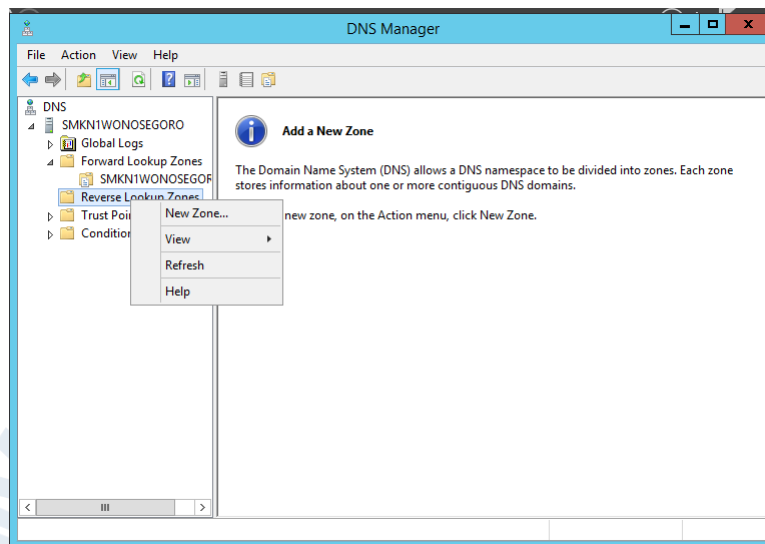 DNS Manager
File Action View Help
DNS
SMKN1WONOSEGORO
Global Logs
Forward Lookup Zones
SMKN1WONOSEGOR
Reverse Lookup Zones
Trust Poi
Condition
New Zone...
View
Refresh
Help
Add a New Zone
The Domain Name System (DNS) allows a DNS namespace to be divided into zones. Each zone
stores information about one or more contiguous DNS domains.
new zone, on the Action menu, click New Zone.